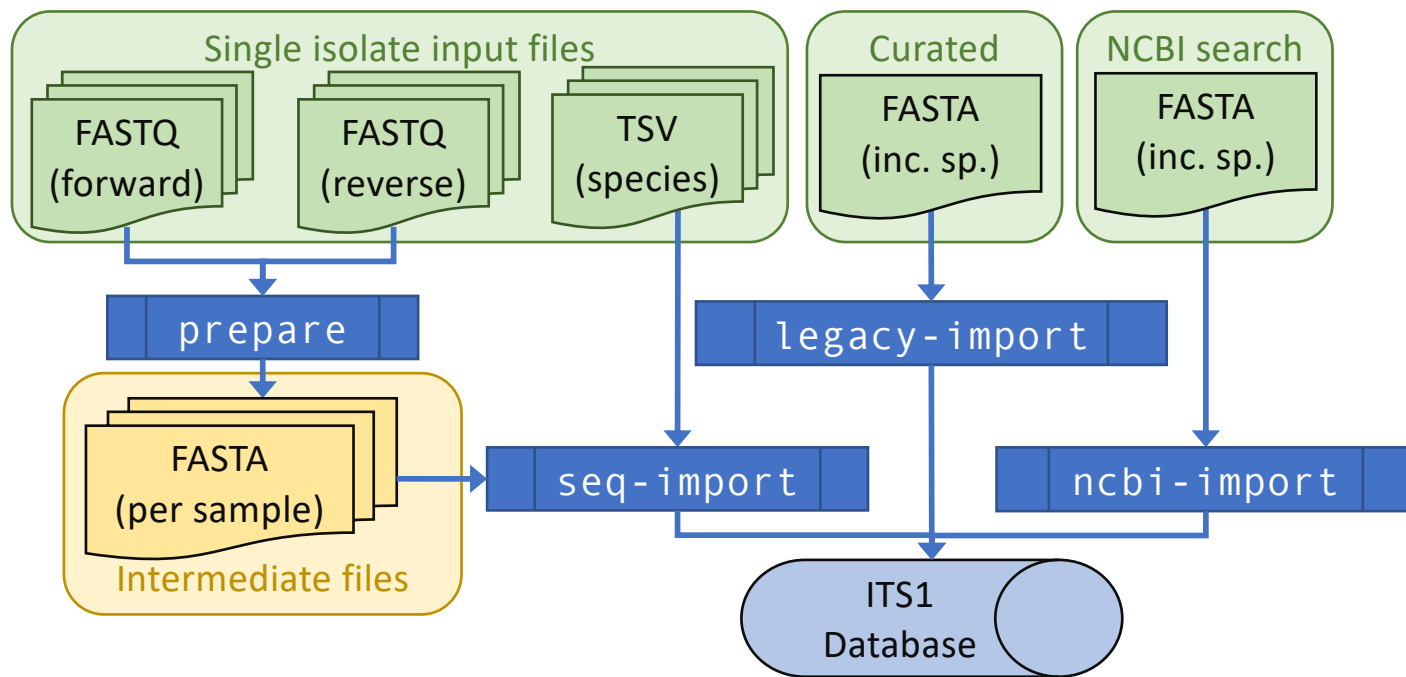 Single isolate input files
Curated
NCBI search
FASTQ
(forward)
FASTQ
(reverse)
TSV
(species)
FASTA
(inc. sp.)
FASTA
(inc. sp.)
prepare
legacy-import
FASTA
(per sample)
Intermediate files
seq-import
ncbi-import
ITS1
Database